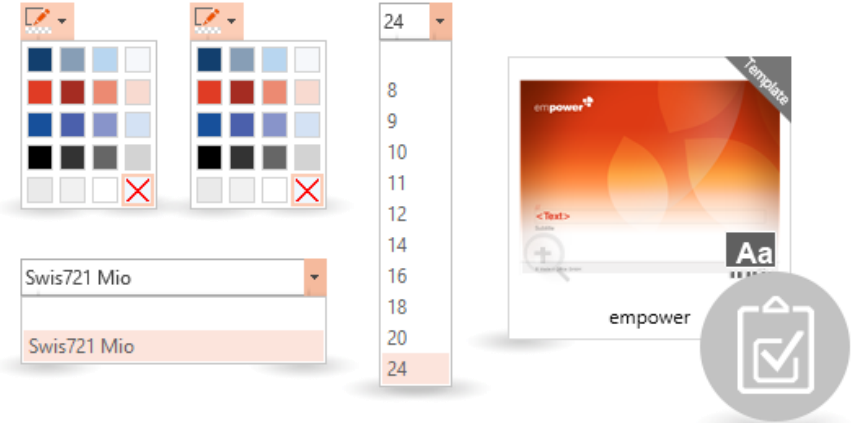 24
8
9
10
11
12
14
16
18
20
24
Swis721 Mio
Swis721 Mio
Template
empower
<Text>
Subtitle
Aa
empower